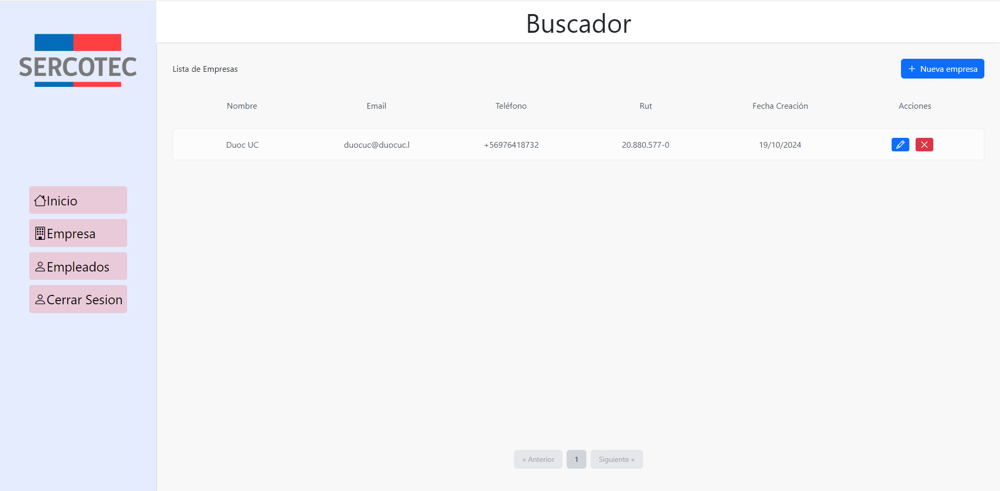 SERCOTEC
Inicio
Empresa
Empleados
Cerrar Sesion
Buscador
Lista de Empresas
+ Nueva empresa
Nombre Email Teléfono Rut Fecha Creación Acciones
Duoc UC duocuc@duocuc.l +56976418732 20.880.577-0 19/10/2024
« Anterior 1 Siguiente »